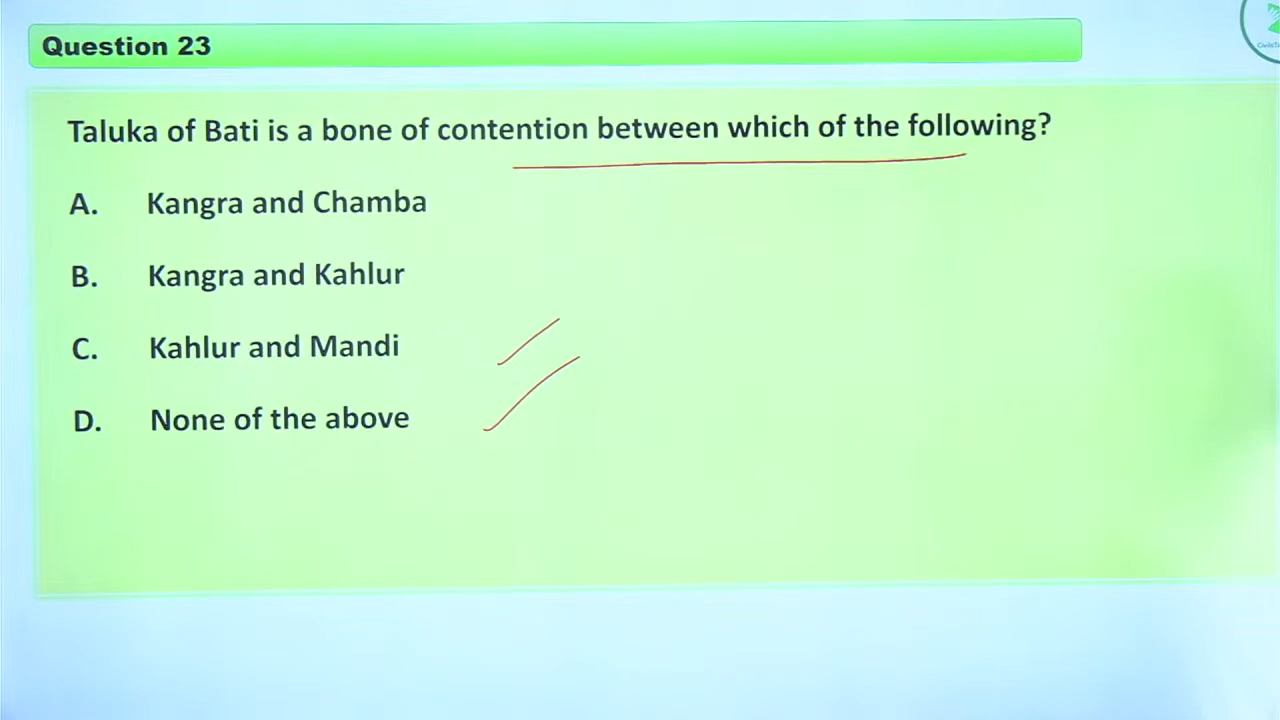 Question 23
Taluka of Bati is a bone of contention between which of the following?
A. Kangra and Chamba
B. Kangra and Kahlur
C. Kahlur and Mandi
D. None of the above